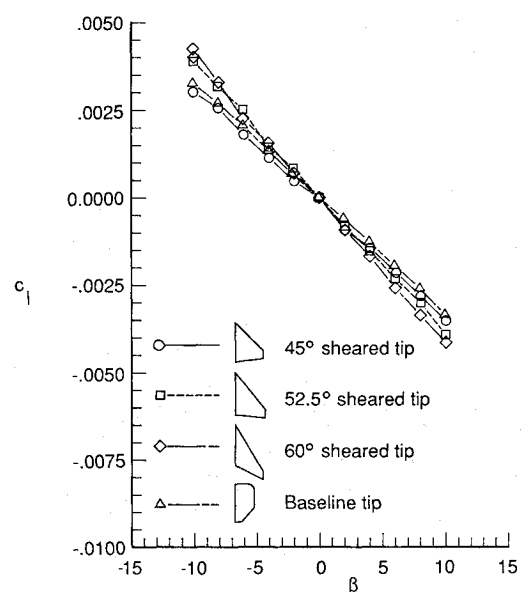 .0050
.0025
0.0000
-.0025
-.0050
-.0075
-.0100
c l
45° sheared tip
52.5° sheared tip
60° sheared tip
Baseline tip
-15 -10 -5 0 5 10 15
β